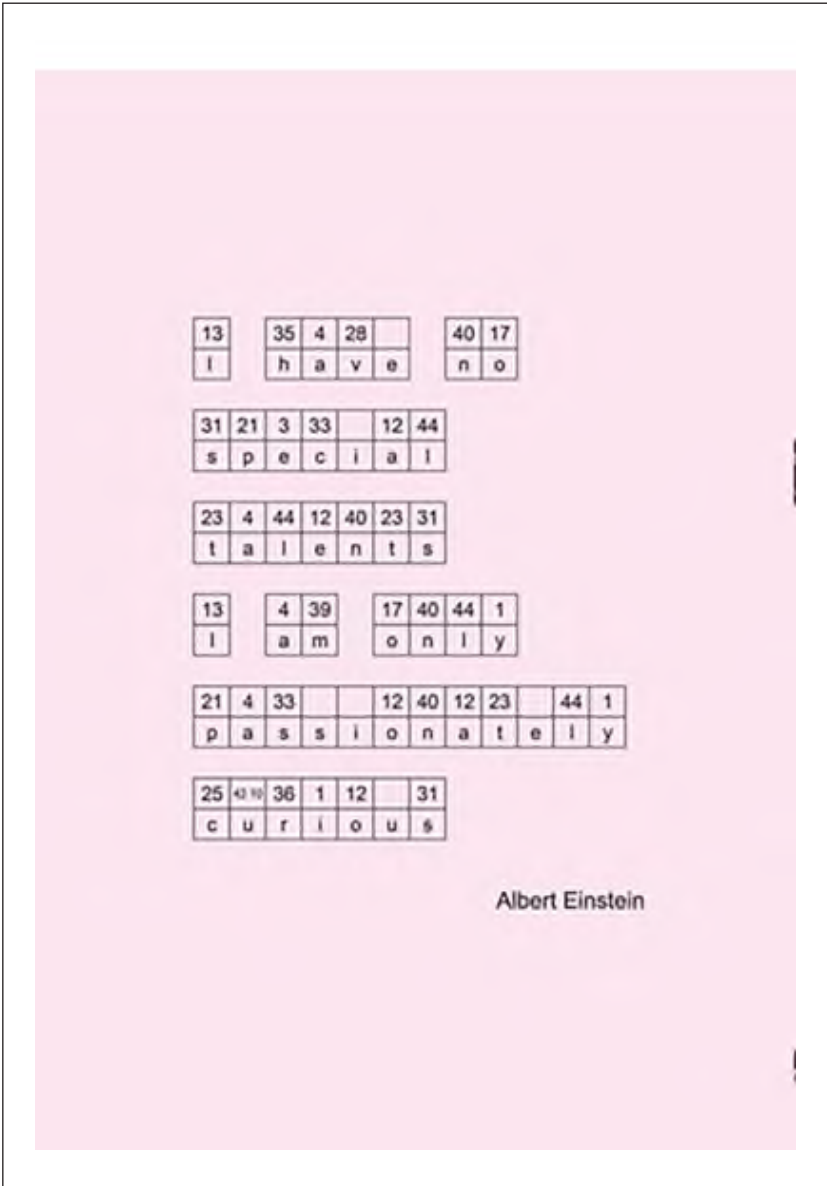 13 35 4 28 40 17
I have no
31 21 3 33 12 44
special
23 4 44 12 40 23 31
talents
13 4 39 17 40 44 1
I am only
21 4 33 12 40 12 23 44 1
passionately
25 42 10 36 1 12 31
curious
Albert Einstein